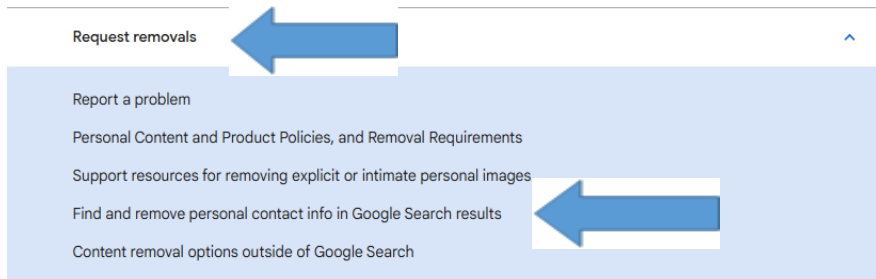 Request removals
Report a problem
Personal Content and Product Policies, and Removal Requirements
Support resources for removing explicit or intimate personal images
Find and remove personal contact info in Google Search results
Content removal options outside of Google Search